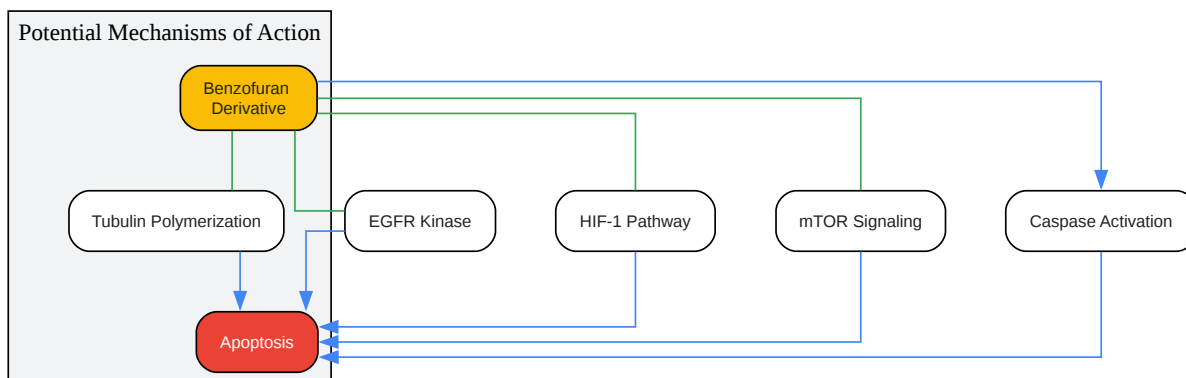 Potential Mechanisms of Action
Benzofuran
Derivative
Tubulin Polymerization
EGFR Kinase
HIF-1 Pathway
mTOR Signaling
Caspase Activation
Apoptosis